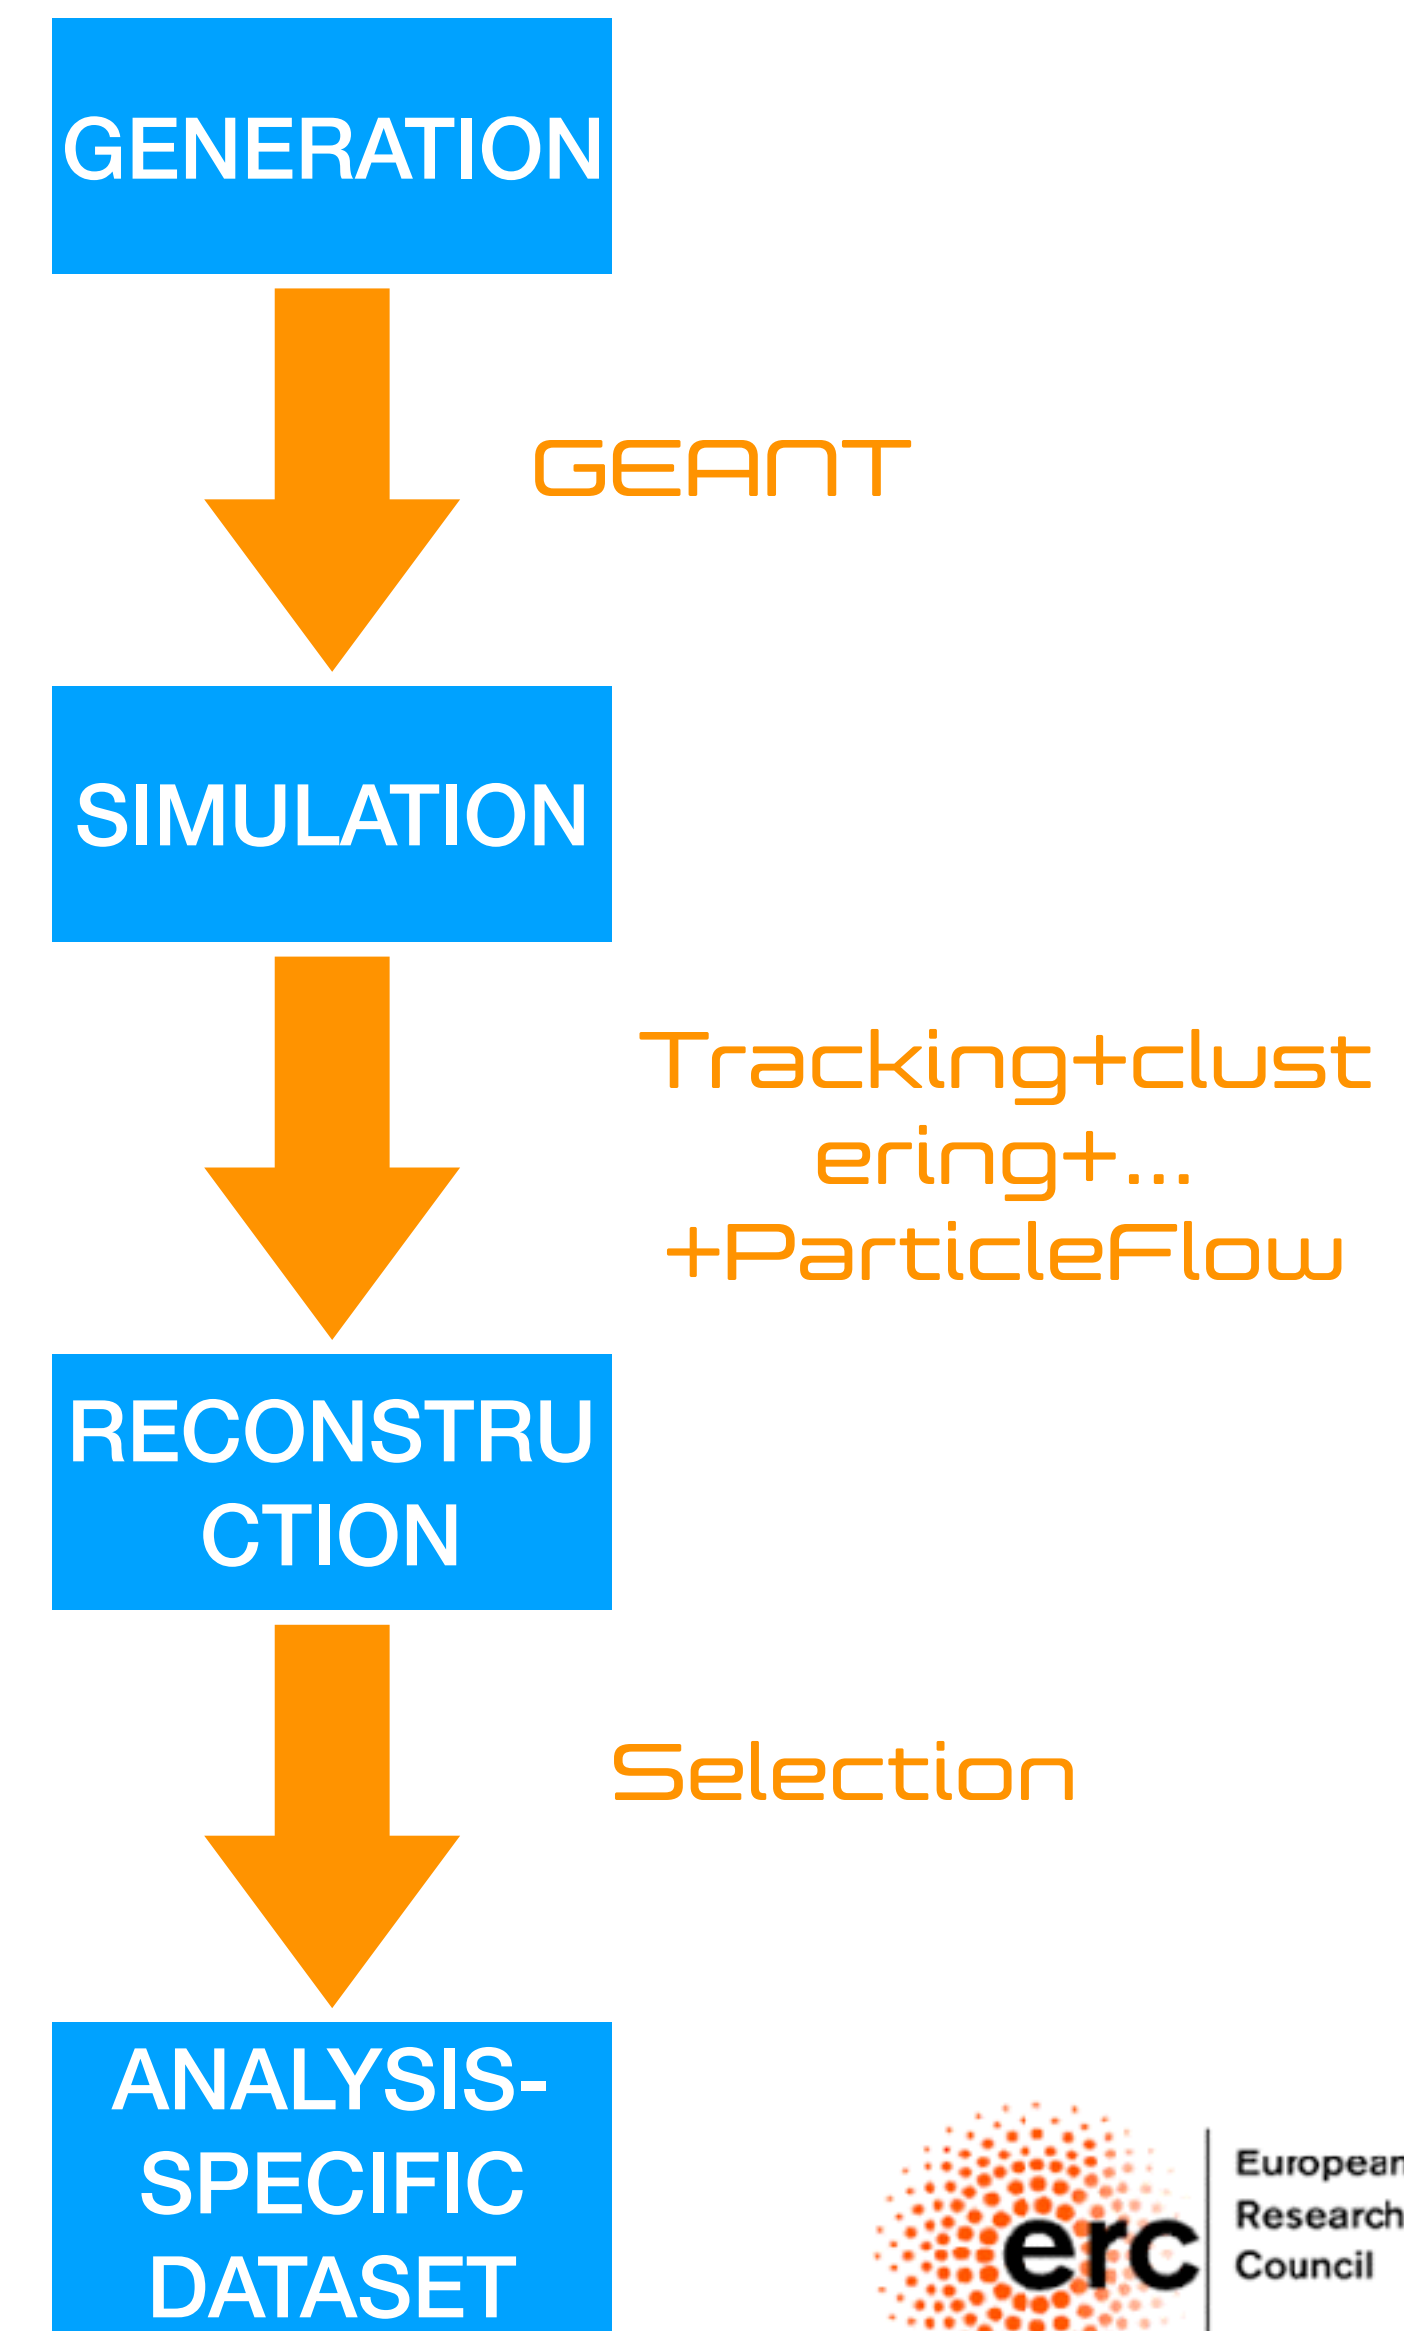 GENERATION
GEANT
SIMULATION
Tracking+clust
ering+...
+ParticleFlow
RECONSTRU
CTION
Selection
ANALYSIS-
SPECIFIC
DATASET
erc
European
Research
Council